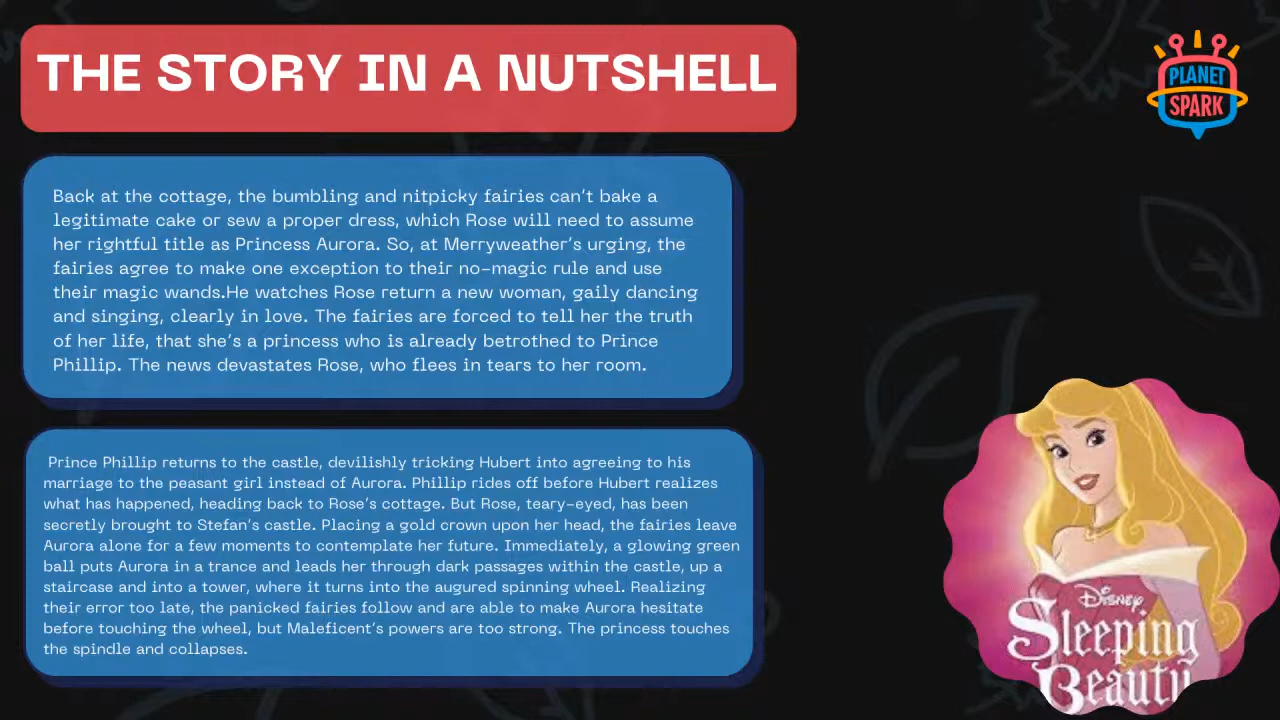 THE STORY IN A NUTSHELL
PLANET
SPARK
Back at the cottage, the bumbling and nitpicky fairies can't bake a
legitimate cake or sew a proper dress, which Rose will need to assume
her rightful title as Princess Aurora. So, at Merryweather's urging, the
fairies agree to make one exception to their no-magic rule and use
their magic wands.He watches Rose return a new woman, gaily dancing
and singing, clearly in love. The fairies are forced to tell her the truth
of her life, that she's a princess who is already betrothed to Prince
Phillip. The news devastates Rose, who flees in tears to her room.
Prince Phillip returns to the castle, devilishly tricking Hubert into agreeing to his
marriage to the peasant girl instead of Aurora. Phillip rides off before Hubert realizes
what has happened, heading back to Rose's cottage. But Rose, teary-eyed, has been
secretly brought to Stefan's castle. Placing a gold crown upon her head, the fairies leave
Aurora alone for a few moments to contemplate her future. Immediately, a glowing green
ball puts Aurora in a trance and leads her through dark passages within the castle, up a
staircase and into a tower, where it turns into the augured spinning wheel. Realizing
their error too late, the panicked fairies follow and are able to make Aurora hesitate
before touching the wheel, but Maleficent's powers are too strong. The princess touches
the spindle and collapses.
Disney
Sleeping
Beauty